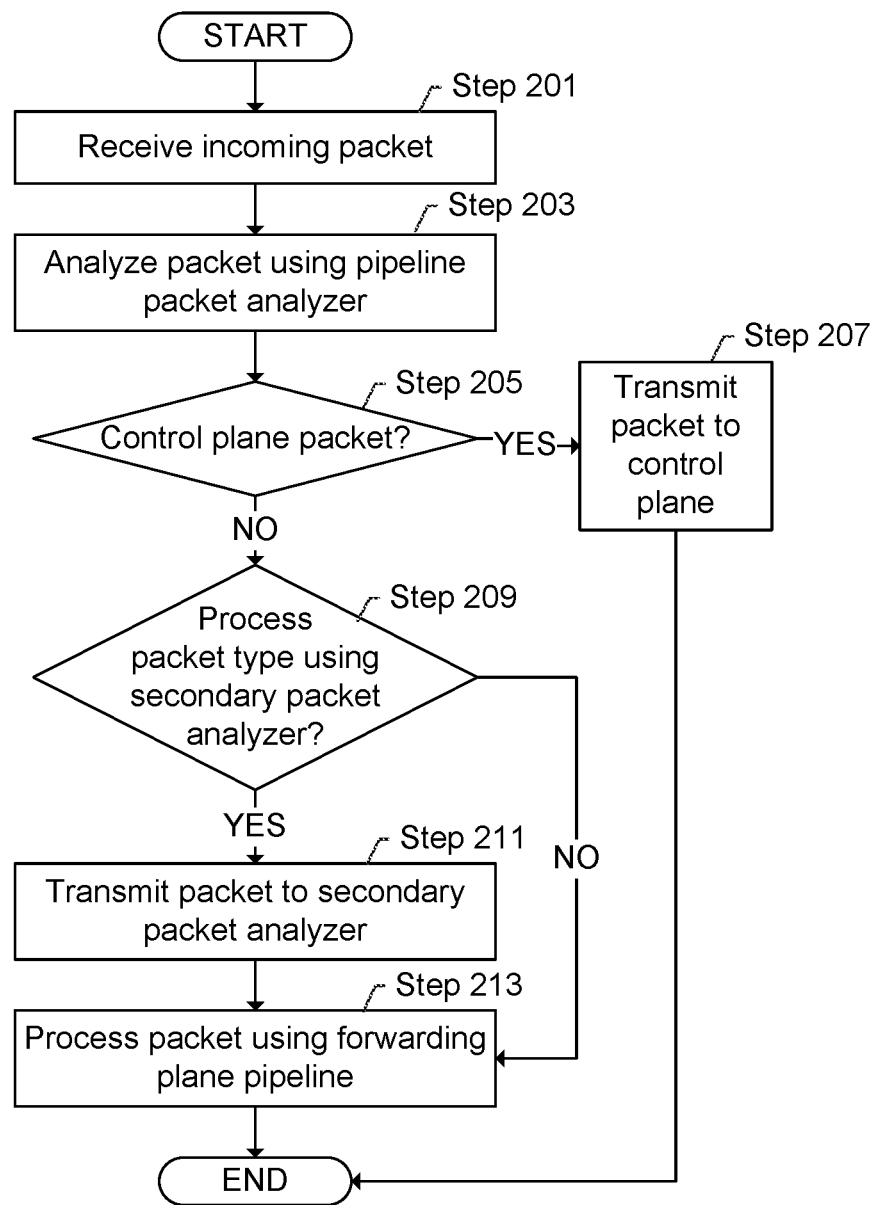 START
Step 201
Receive incoming packet
Step 203
Analyze packet using pipeline
packet analyzer
Step 205
Control plane packet?
YES
Step 207
Transmit
packet to
control
plane
NO
Step 209
Process
packet type using
secondary packet
analyzer?
YES
NO
Step 211
Transmit packet to secondary
packet analyzer
Step 213
Process packet using forwarding
plane pipeline
END